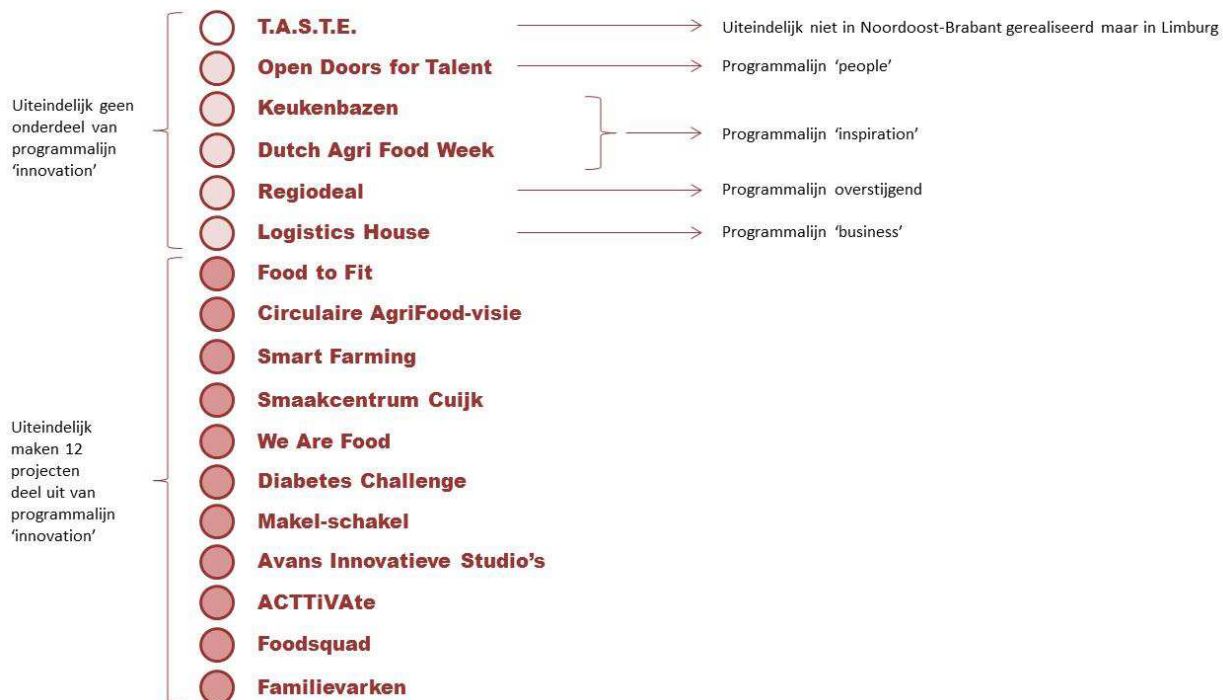 T.A.S.T.E.
Uiteindelijk niet in Noordoost-Brabant gerealiseerd maar in Limburg
Open Doors for Talent
Programmalijn ‘people’
Uiteindelijk geen
onderdeel van
programmalijn
‘innovation’
Keukenbazen
Dutch Agri Food Week
Programmalijn ‘inspiration’
Regiodeal
Programmalijn overstijgend
Logistics House
Programmalijn ‘business’
Food to Fit
Circulaire AgriFood-visie
Smart Farming
Smaakcentrum Cuijk
Uiteindelijk
maken 12
projecten
deel uit van
programmalijn
‘innovation’
We Are Food
Diabetes Challenge
Makel-schakel
Avans Innovatieve Studio’s
ACTTiVAte
Foodsquad
Familievarken